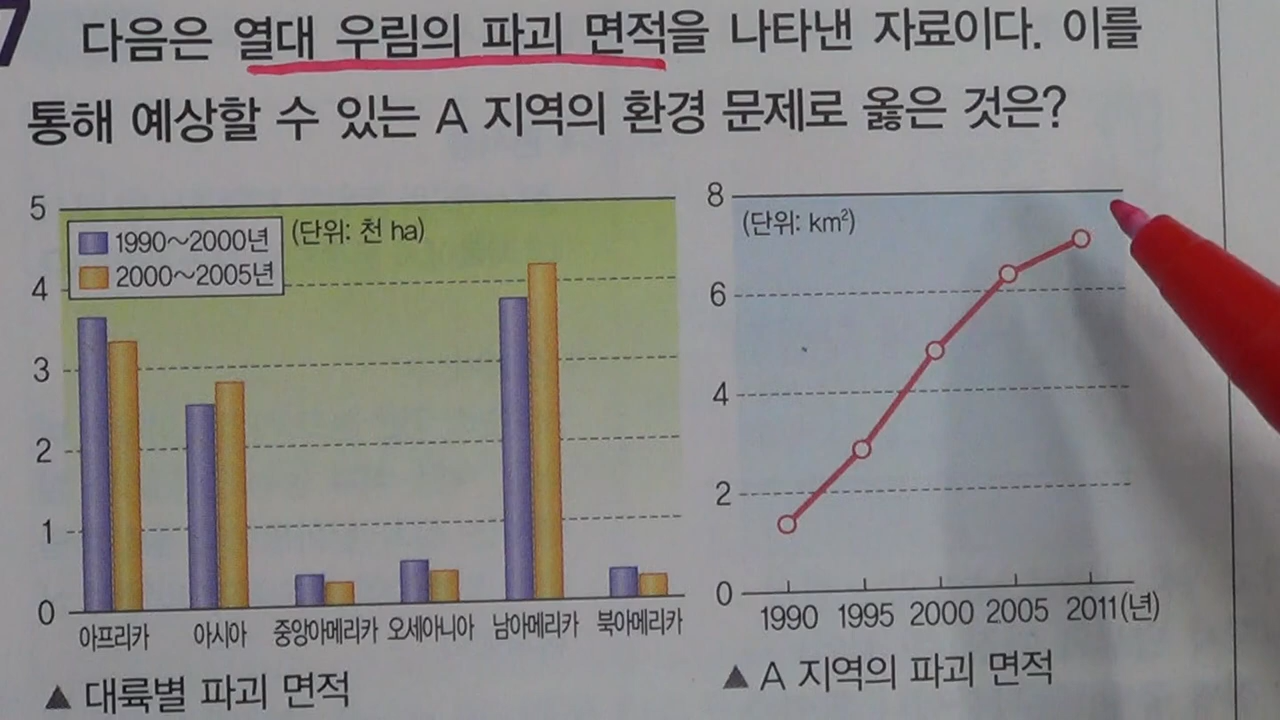 7 다음은 열대 우림의 파괴 면적을 나타낸 자료이다. 이를
통해 예상할 수 있는 A 지역의 환경 문제로 옳은 것은?
5
4
3
2
1
0
1990～2000년
2000～2005년
(단위: 천 ha)
아프리카 아시아 중앙아메리카 오세아니아 남아메리카 북아메리카
▲ 대륙별 파괴 면적
8
6
4
2
0
(단위: km²)
1990 1995 2000 2005 2011(년)
▲ A 지역의 파괴 면적